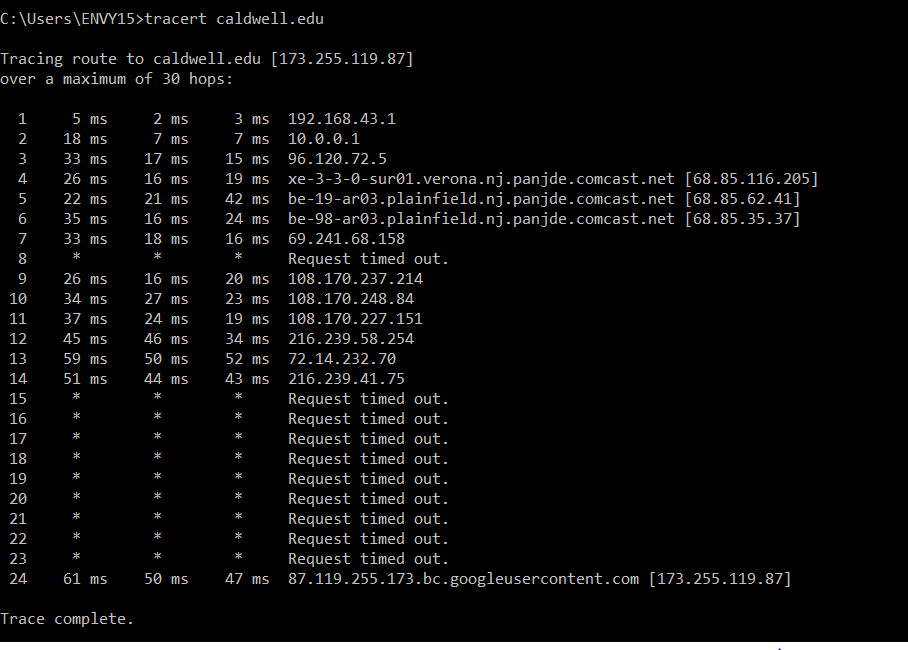 C:\Users\ENVY15>tracert caldwell.edu
Tracing route to caldwell.edu [173.255.119.87]
over a maximum of 30 hops:
1 5 ms 2 ms 3 ms 192.168.43.1
2 18 ms 7 ms 7 ms 10.0.0.1
3 33 ms 17 ms 15 ms 96.120.72.5
4 26 ms 16 ms 19 ms xe-3-3-0-sur01.verona.nj.panjde.comcast.net [68.85.116.205]
5 22 ms 21 ms 42 ms be-19-ar03.plainfield.nj.panjde.comcast.net [68.85.62.41]
6 35 ms 16 ms 24 ms be-98-ar03.plainfield.nj.panjde.comcast.net [68.85.35.37]
7 33 ms 18 ms 16 ms 69.241.68.158
8 * * * Request timed out.
9 26 ms 16 ms 20 ms 108.170.237.214
10 34 ms 27 ms 23 ms 108.170.248.84
11 37 ms 24 ms 19 ms 108.170.227.151
12 45 ms 46 ms 34 ms 216.239.58.254
13 59 ms 50 ms 52 ms 72.14.232.70
14 51 ms 44 ms 43 ms 216.239.41.75
15 * * * Request timed out.
16 * * * Request timed out.
17 * * * Request timed out.
18 * * * Request timed out.
19 * * * Request timed out.
20 * * * Request timed out.
21 * * * Request timed out.
22 * * * Request timed out.
23 * * * Request timed out.
24 61 ms 50 ms 47 ms 87.119.255.173.bc.googleusercontent.com [173.255.119.87]
Trace complete.